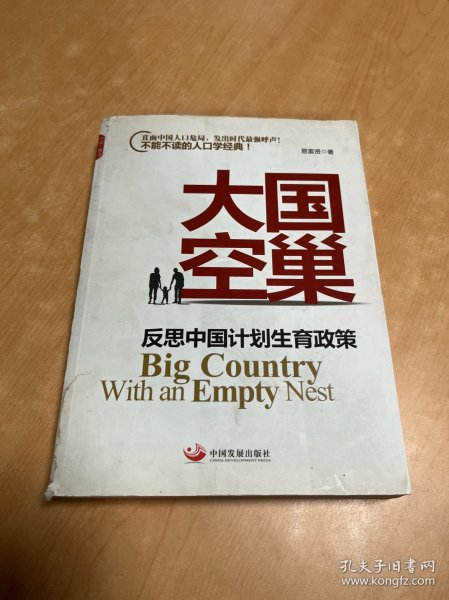 直面中国人口危局、发出时代最强呼声！
不能不读的人口学经典！
易富贤◎著
大国
空巢
反思中国计划生育政策
Big Country
With an Empty Nest
中国发展出版社
CHINA DEVELOPMENT PRESS
孔夫子旧书网
www.kongfz.com